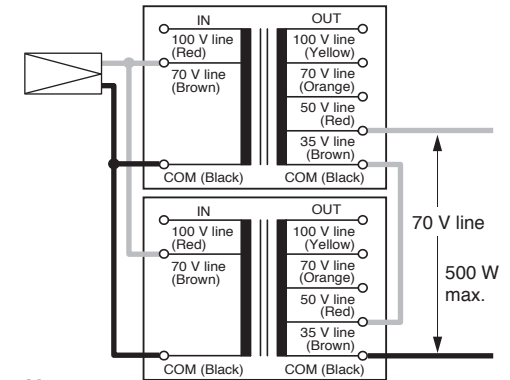 IN
100 V line
(Red)
70 V line
(Brown)
COM (Black)
OUT
100 V line
(Yellow)
70 V line
(Orange)
50 V line
(Red)
35 V line
(Brown)
COM (Black)
IN
100 V line
(Red)
70 V line
(Brown)
COM (Black)
OUT
100 V line
(Yellow)
70 V line
(Orange)
50 V line
(Red)
35 V line
(Brown)
COM (Black)
70 V line
500 W
max.